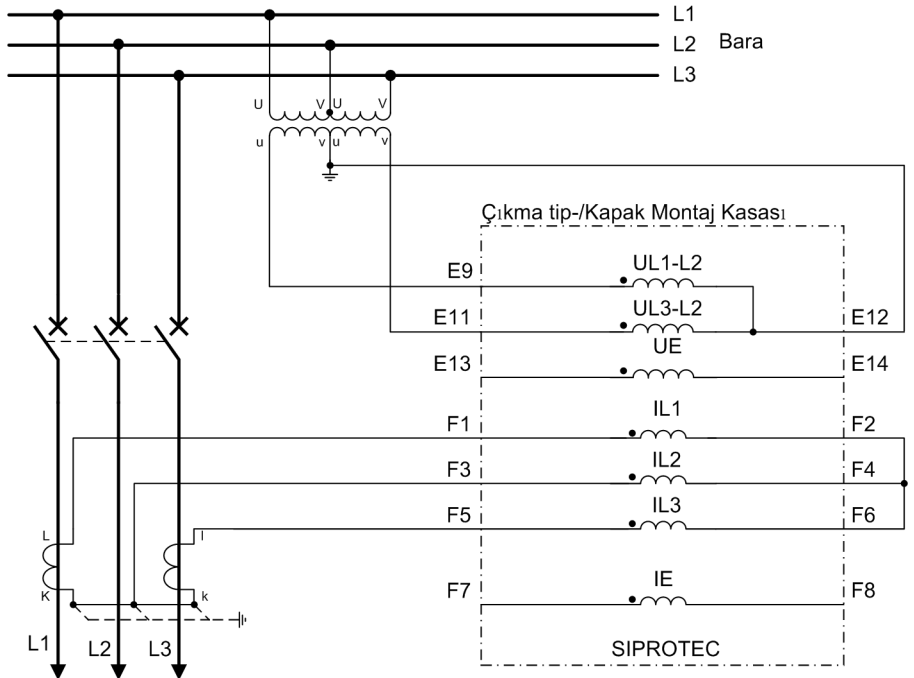 L1
L2 Bara
L3
U V U V
u v u v
Çıkma tip-/Kapak Montaj Kasası
E9 UL1-L2
E11 UL3-L2 E12
UE
E13 E14
IL1
F1 F2
IL2
F3 F4
IL3
F5 F6
L l
IE
K k
F7 F8
L1 L2 L3
SIPROTEC